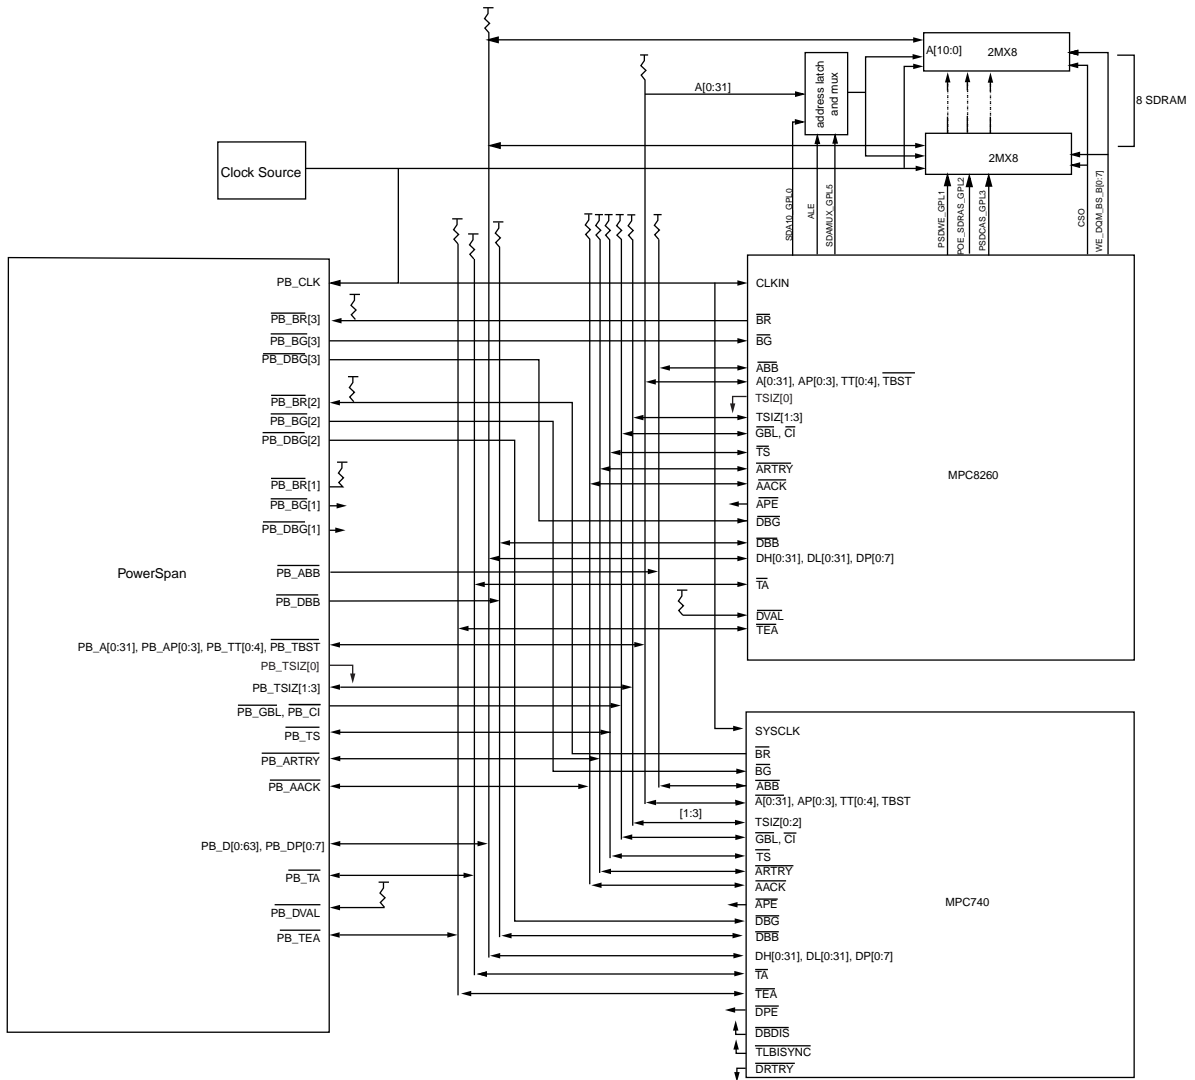 A[10:0]
2MX8
A[0:31]
address latch
and mux
8 SDRAM
Clock Source
2MX8
SDA10_GPL0
ALE
SDAMUX_GPL5
PSDWE_GPL1
POE_SDRAS_GPL2
PSDCAS_GPL3
CSO
WE_DQM_BS_B[0:7]
PowerSpan
PB_CLK
PB_BR[3]
PB_BG[3]
PB_DBG[3]
PB_BR[2]
PB_BG[2]
PB_DBG[2]
PB_BR[1]
PB_BG[1]
PB_DBG[1]
PB_ABB
PB_DBB
PB_A[0:31], PB_AP[0:3], PB_TT[0:4], PB_TBST
PB_TSIZ[0]
PB_TSIZ[1:3]
PB_GBL, PB_CI
PB_TS
PB_ARTRY
PB_AACK
PB_D[0:63], PB_DP[0:7]
PB_TA
PB_DVAL
PB_TEA
MPC8260
CLKIN
BR
BG
ABB
A[0:31], AP[0:3], TT[0:4], TBST
TSIZ[0]
TSIZ[1:3]
GBL, CI
TS
ARTRY
AACK
APE
DBG
DBB
DH[0:31], DL[0:31], DP[0:7]
TA
DVAL
TEA
MPC740
SYSCLK
BR
BG
ABB
A[0:31], AP[0:3], TT[0:4], TBST
[1:3]
TSIZ[0:2]
GBL, CI
TS
ARTRY
AACK
APE
DBG
DBB
DH[0:31], DL[0:31], DP[0:7]
TA
TEA
DPE
DBDIS
TLBISYNC
DRTRY